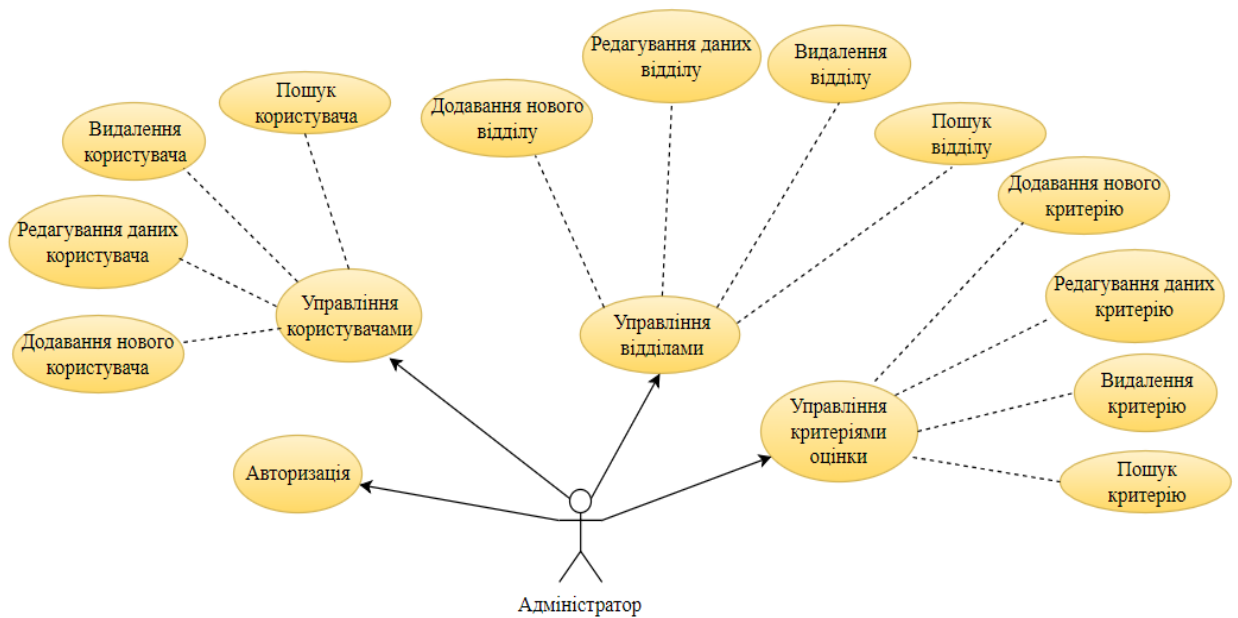 Редагування даних
відділу
Видалення
відділу
Пошук
користувача
Додавання нового
відділу
Видалення
користувача
Пошук
відділу
Додавання нового
критерію
Редагування даних
користувача
Редагування даних
критерію
Управління
користувачами
Управління
відділами
Додавання нового
користувача
Видалення
критерію
Управління
критеріями
оцінки
Авторизація
Пошук
критерію
Адміністратор